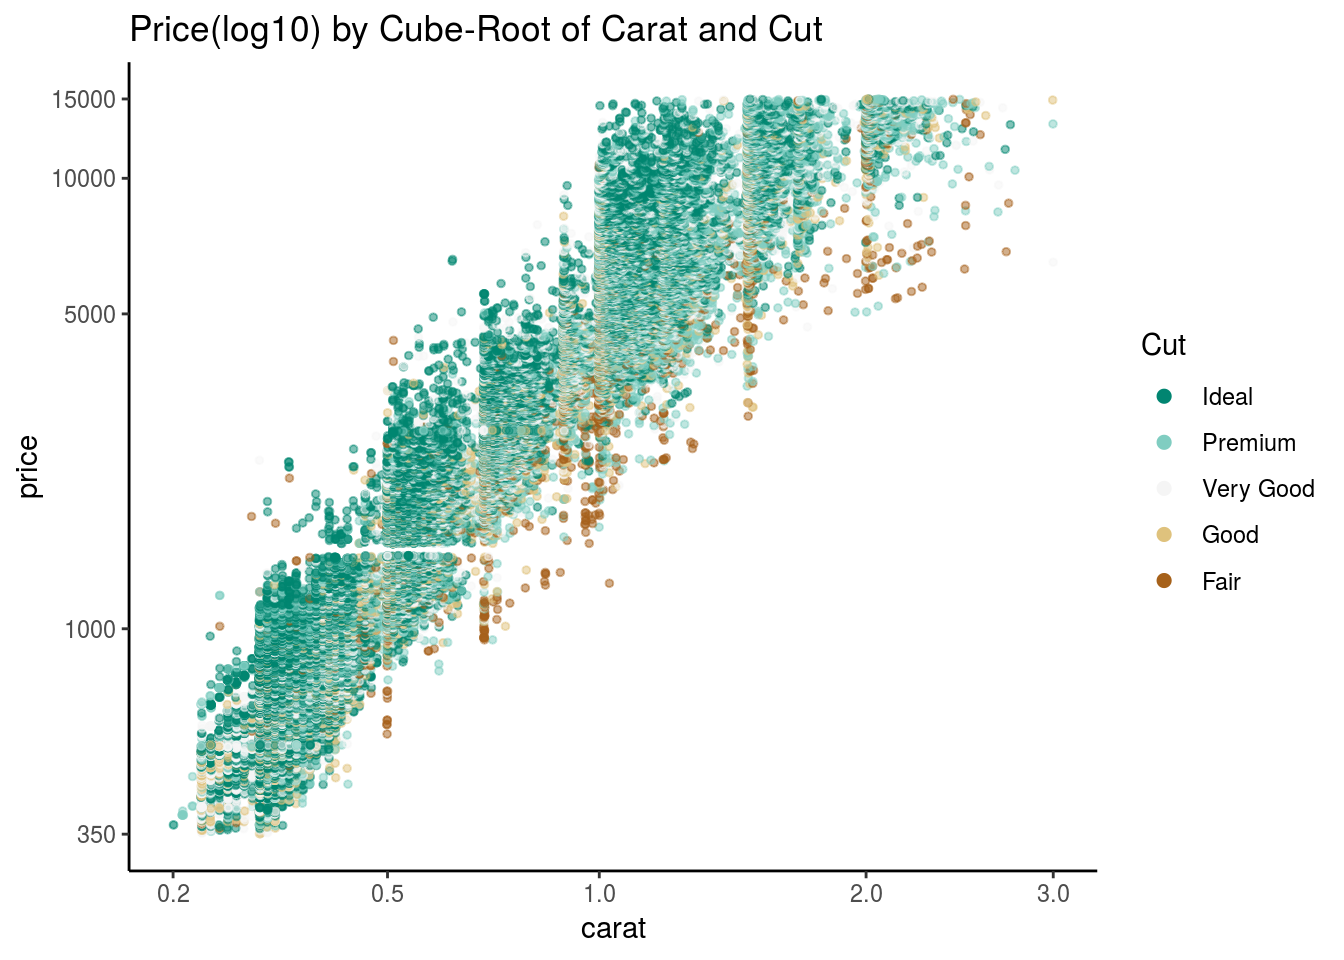 Price(log10) by Cube-Root of Carat and Cut
15000
10000
5000
1000
350
price
0.2 0.5 1.0 2.0 3.0
carat
Cut
Ideal
Premium
Very Good
Good
Fair